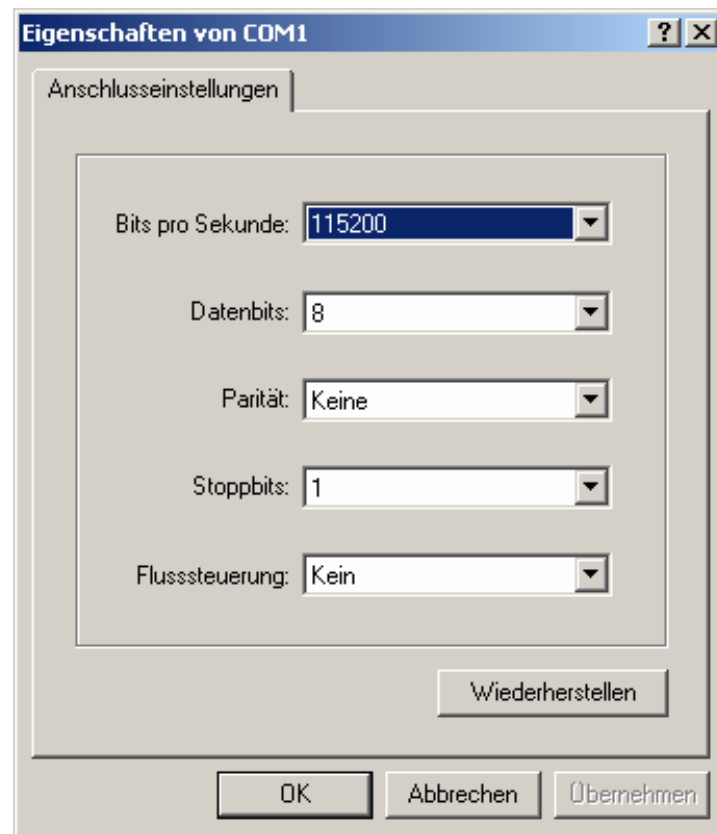 Eigenschaften von COM1
Anschlusseinstellungen
Bits pro Sekunde: 115200
Datenbits: 8
Parität: Keine
Stoppbits: 1
Flusssteuerung: Kein
Wiederherstellen
OK Abbrechen Übernehmen